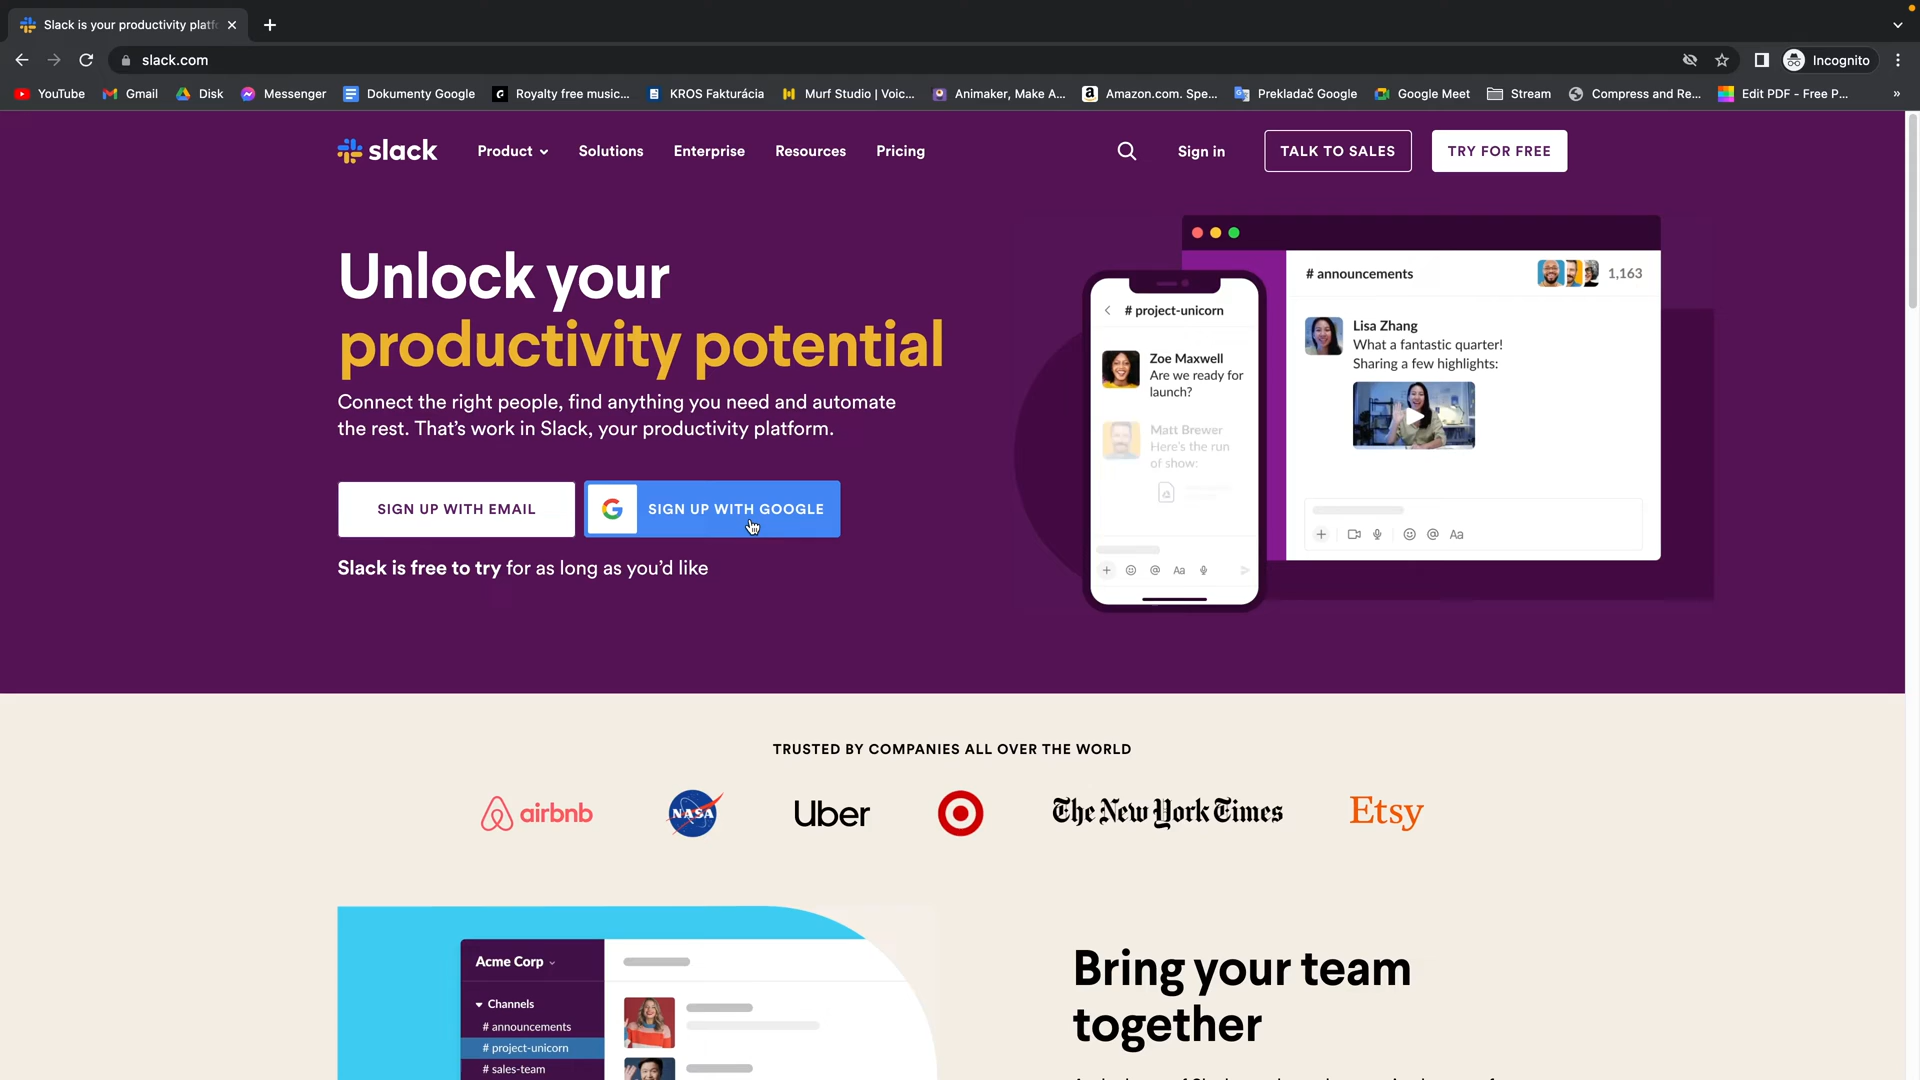 Slack is your productivity platf
slack.com
Incognito
YouTube
Gmail
Disk
Messenger
Dokumenty Google
Royalty free music...
KROS Fakturácia
Murf Studio | Voic...
Animaker, Make A...
Amazon.com. Spe...
Prekladač Google
Google Meet
Stream
Compress and Re...
Edit PDF - Free P...
slack
Product
Solutions
Enterprise
Resources
Pricing
Sign in
TALK TO SALES
TRY FOR FREE
Unlock your
productivity potential
Connect the right people, find anything you need and automate
the rest. That’s work in Slack, your productivity platform.
SIGN UP WITH EMAIL
SIGN UP WITH GOOGLE
Slack is free to try for as long as you’d like
# project-unicorn
Zoe Maxwell
Are we ready for
launch?
Matt Brewer
Here's the run
of show:
Aa
# announcements
1,163
Lisa Zhang
What a fantastic quarter!
Sharing a few highlights:
Aa
TRUSTED BY COMPANIES ALL OVER THE WORLD
airbnb
NASA
Uber
The New York Times
Etsy
Acme Corp
Channels
# announcements
# project-unicorn
# sales-team
Bring your team
together